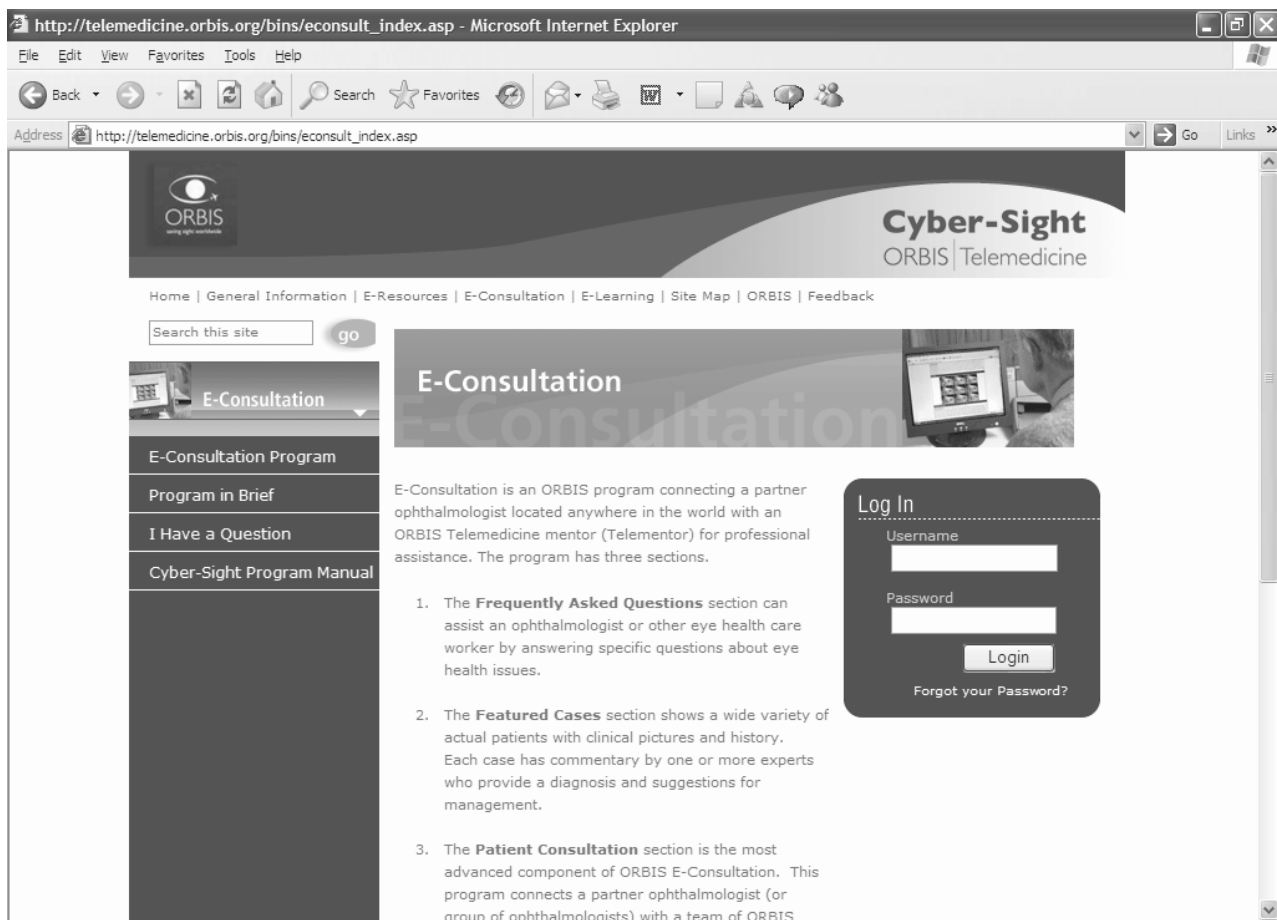 http://telemedicine.orbis.org/bins/econsult_index.asp - Microsoft Internet Explorer
File Edit View Favorites Tools Help
Back Search Favorites
Address http://telemedicine.orbis.org/bins/econsult_index.asp Go Links »
ORBIS
saving sight worldwide
Cyber-Sight
ORBIS | Telemedicine
Home | General Information | E-Resources | E-Consultation | E-Learning | Site Map | ORBIS | Feedback
Search this site go
E-Consultation
E-Consultation Program
Program in Brief
I Have a Question
Cyber-Sight Program Manual
E-Consultation
E-Consultation
E-Consultation is an ORBIS program connecting a partner
ophthalmologist located anywhere in the world with an
ORBIS Telemedicine mentor (Telementor) for professional
assistance. The program has three sections.
1. The Frequently Asked Questions section can
assist an ophthalmologist or other eye health care
worker by answering specific questions about eye
health issues.
2. The Featured Cases section shows a wide variety of
actual patients with clinical pictures and history.
Each case has commentary by one or more experts
who provide a diagnosis and suggestions for
management.
3. The Patient Consultation section is the most
advanced component of ORBIS E-Consultation. This
program connects a partner ophthalmologist (or
group of ophthalmologists) with a team of ORBIS
Log In
Username
Password
Login
Forgot your Password?